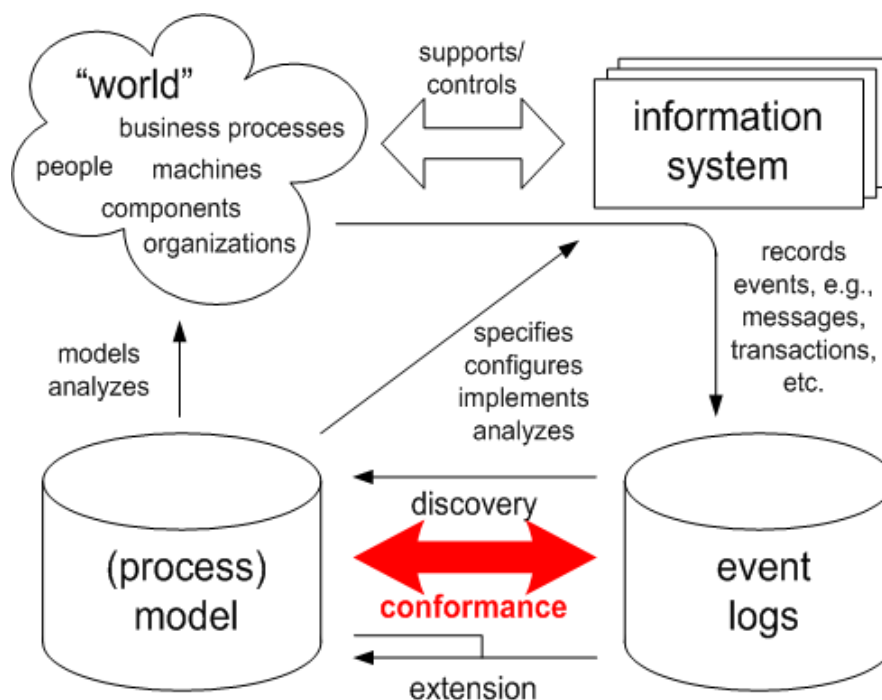 “world”
business processes
people
machines
components
organizations
supports/
controls
information
system
records
events, e.g.,
messages,
transactions,
etc.
models
analyzes
specifies
configures
implements
analyzes
(process)
model
discovery
conformance
extension
event
logs